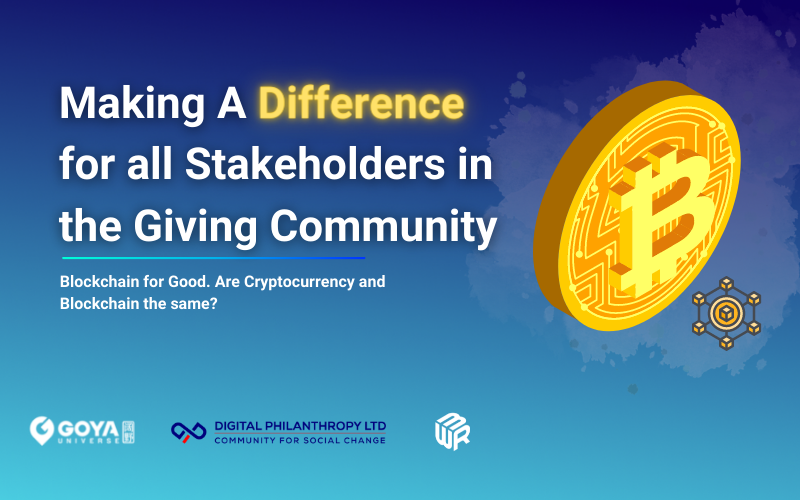 Making A Difference
for all Stakeholders in
the Giving Community
Blockchain for Good. Are Cryptocurrency and
Blockchain the same?
GOYA
UNIVERSE
DIGITAL PHILANTHROPY LTD
COMMUNITY FOR SOCIAL CHANGE